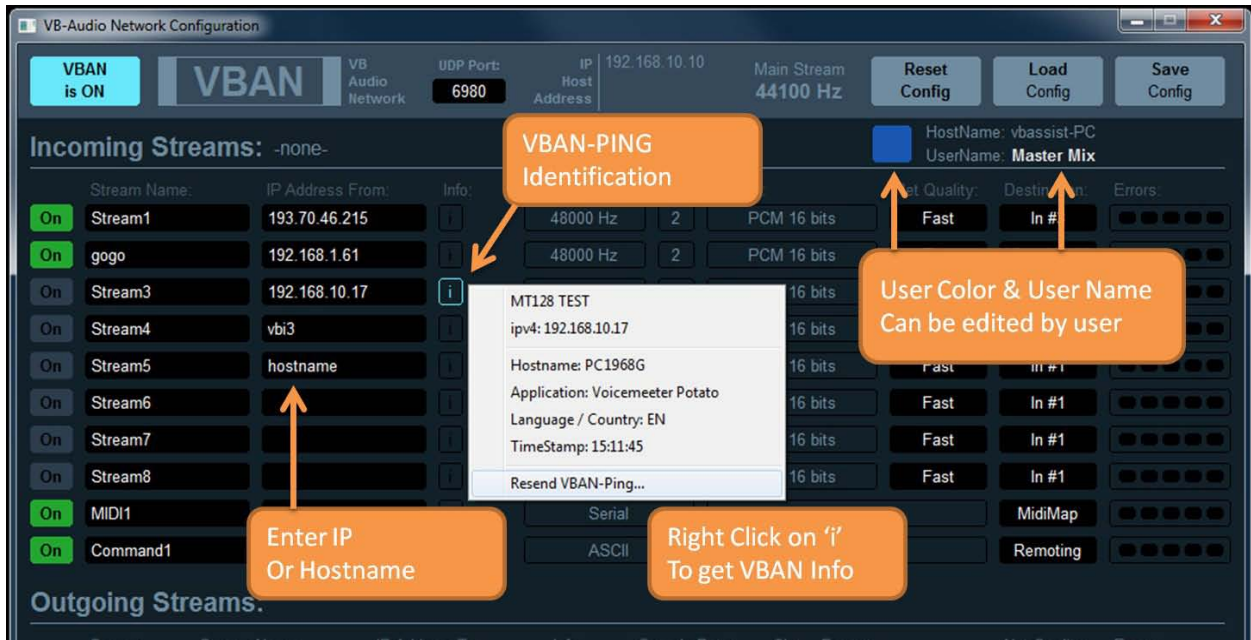 VB-Audio Network Configuration
VBAN
is ON
VBAN
VB
Audio
Network
UDP Port:
6980
IP
Host
Address
192.168.10.10
Main Stream
44100 Hz
Reset
Config
Load
Config
Save
Config
Incoming Streams: -none-
VBAN-PING
Identification
HostName: vbassist-PC
UserName: Master Mix
Stream Name: IP Address From: Info: Quality: Errors:
On Stream1 193.70.46.215 i 48000 Hz 2 PCM 16 bits Fast In
On gogo 192.168.1.61 i 48000 Hz 2 PCM 16 bits
On Stream3 192.168.10.17 i 16 bits
On Stream4 vbi3 i 16 bits
On Stream5 hostname i 16 bits Fast In #1
On Stream6 i 16 bits Fast In #1
On Stream7 i 16 bits Fast In #1
On Stream8 i 16 bits Fast In #1
On MIDI1 Serial MidiMap
On Command1 ASCII Remoting
User Color & User Name
Can be edited by user
MT128 TEST
ipv4: 192.168.10.17
Hostname: PC1968G
Application: Voicemeeter Potato
Language / Country: EN
TimeStamp: 15:11:45
Resend VBAN-Ping...
Enter IP
Or Hostname
Right Click on ‘i’
To get VBAN Info
Outgoing Streams: